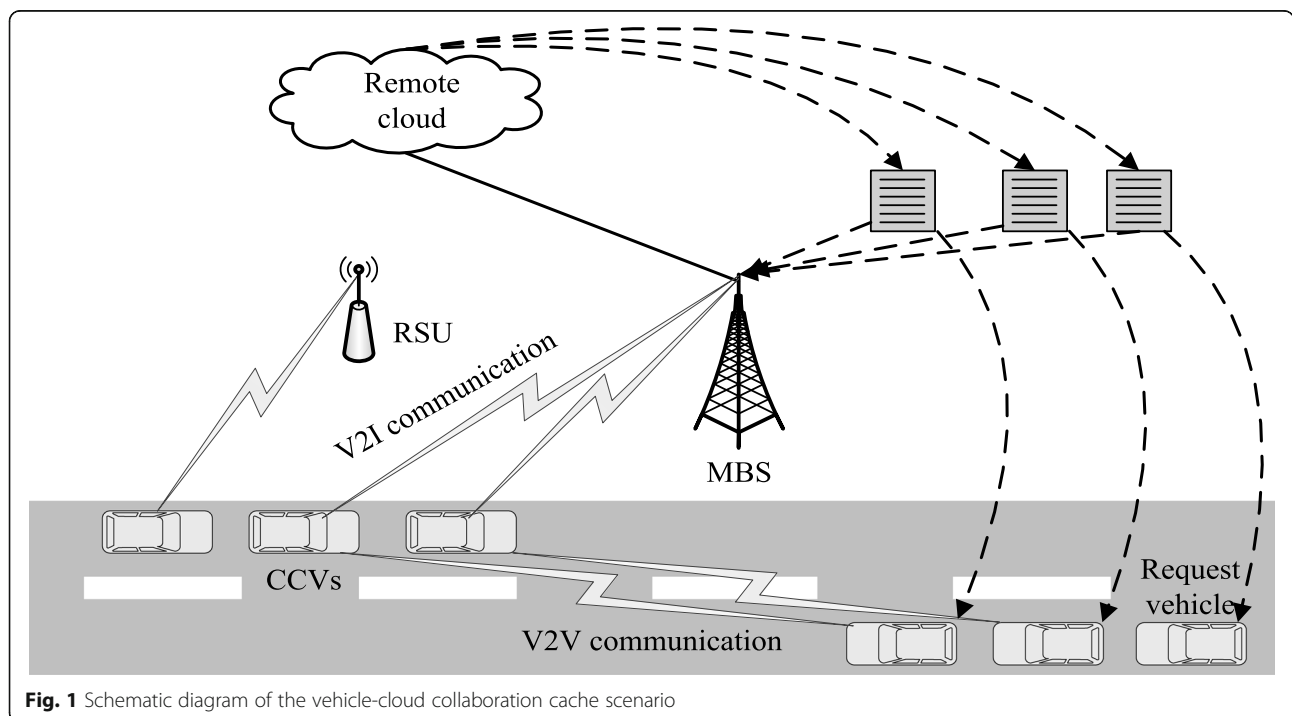 Remote
cloud
RSU
V2I communication
MBS
CCVs
Request
vehicle
V2V communication
Fig. 1 Schematic diagram of the vehicle-cloud collaboration cache scenario